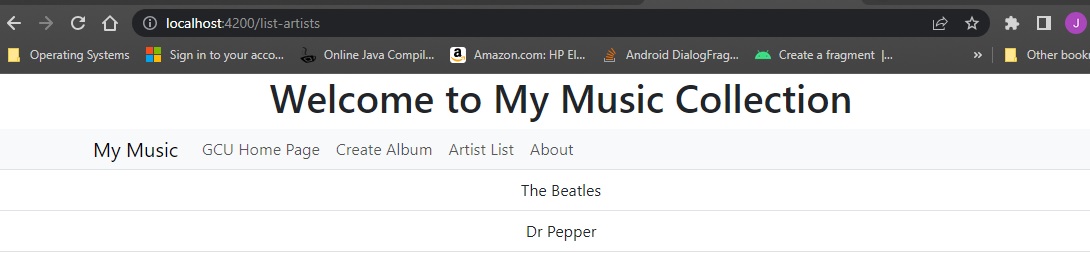 localhost:4200/list-artists
J
Operating Systems Sign in to your acco... Online Java Compil... Amazon.com: HP El... Android DialogFrag... Create a fragment |... » Other book
Welcome to My Music Collection
My Music GCU Home Page Create Album Artist List About
The Beatles
Dr Pepper